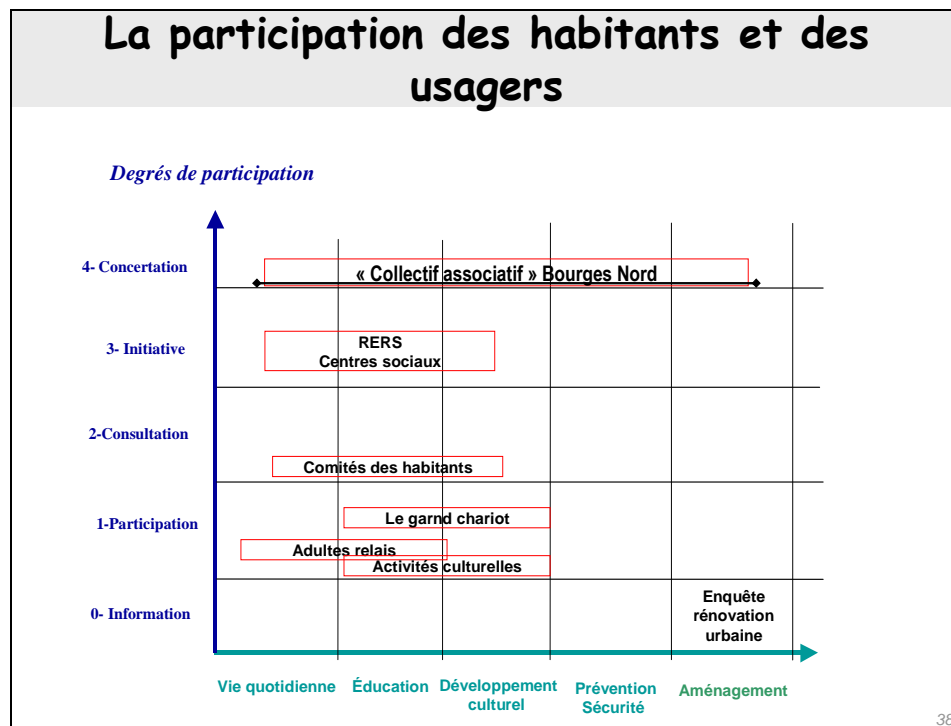 La participation des habitants et des
usagers
Degrés de participation
4- Concertation
« Collectif associatif » Bourges Nord
3- Initiative
RERS
Centres sociaux
2-Consultation
Comités des habitants
1-Participation
Le garnd chariot
Adultes relais
Activités culturelles
0- Information
Enquête
rénovation
urbaine
Vie quotidienne
Éducation
Développement
culturel
Prévention
Sécurité
Aménagement
38